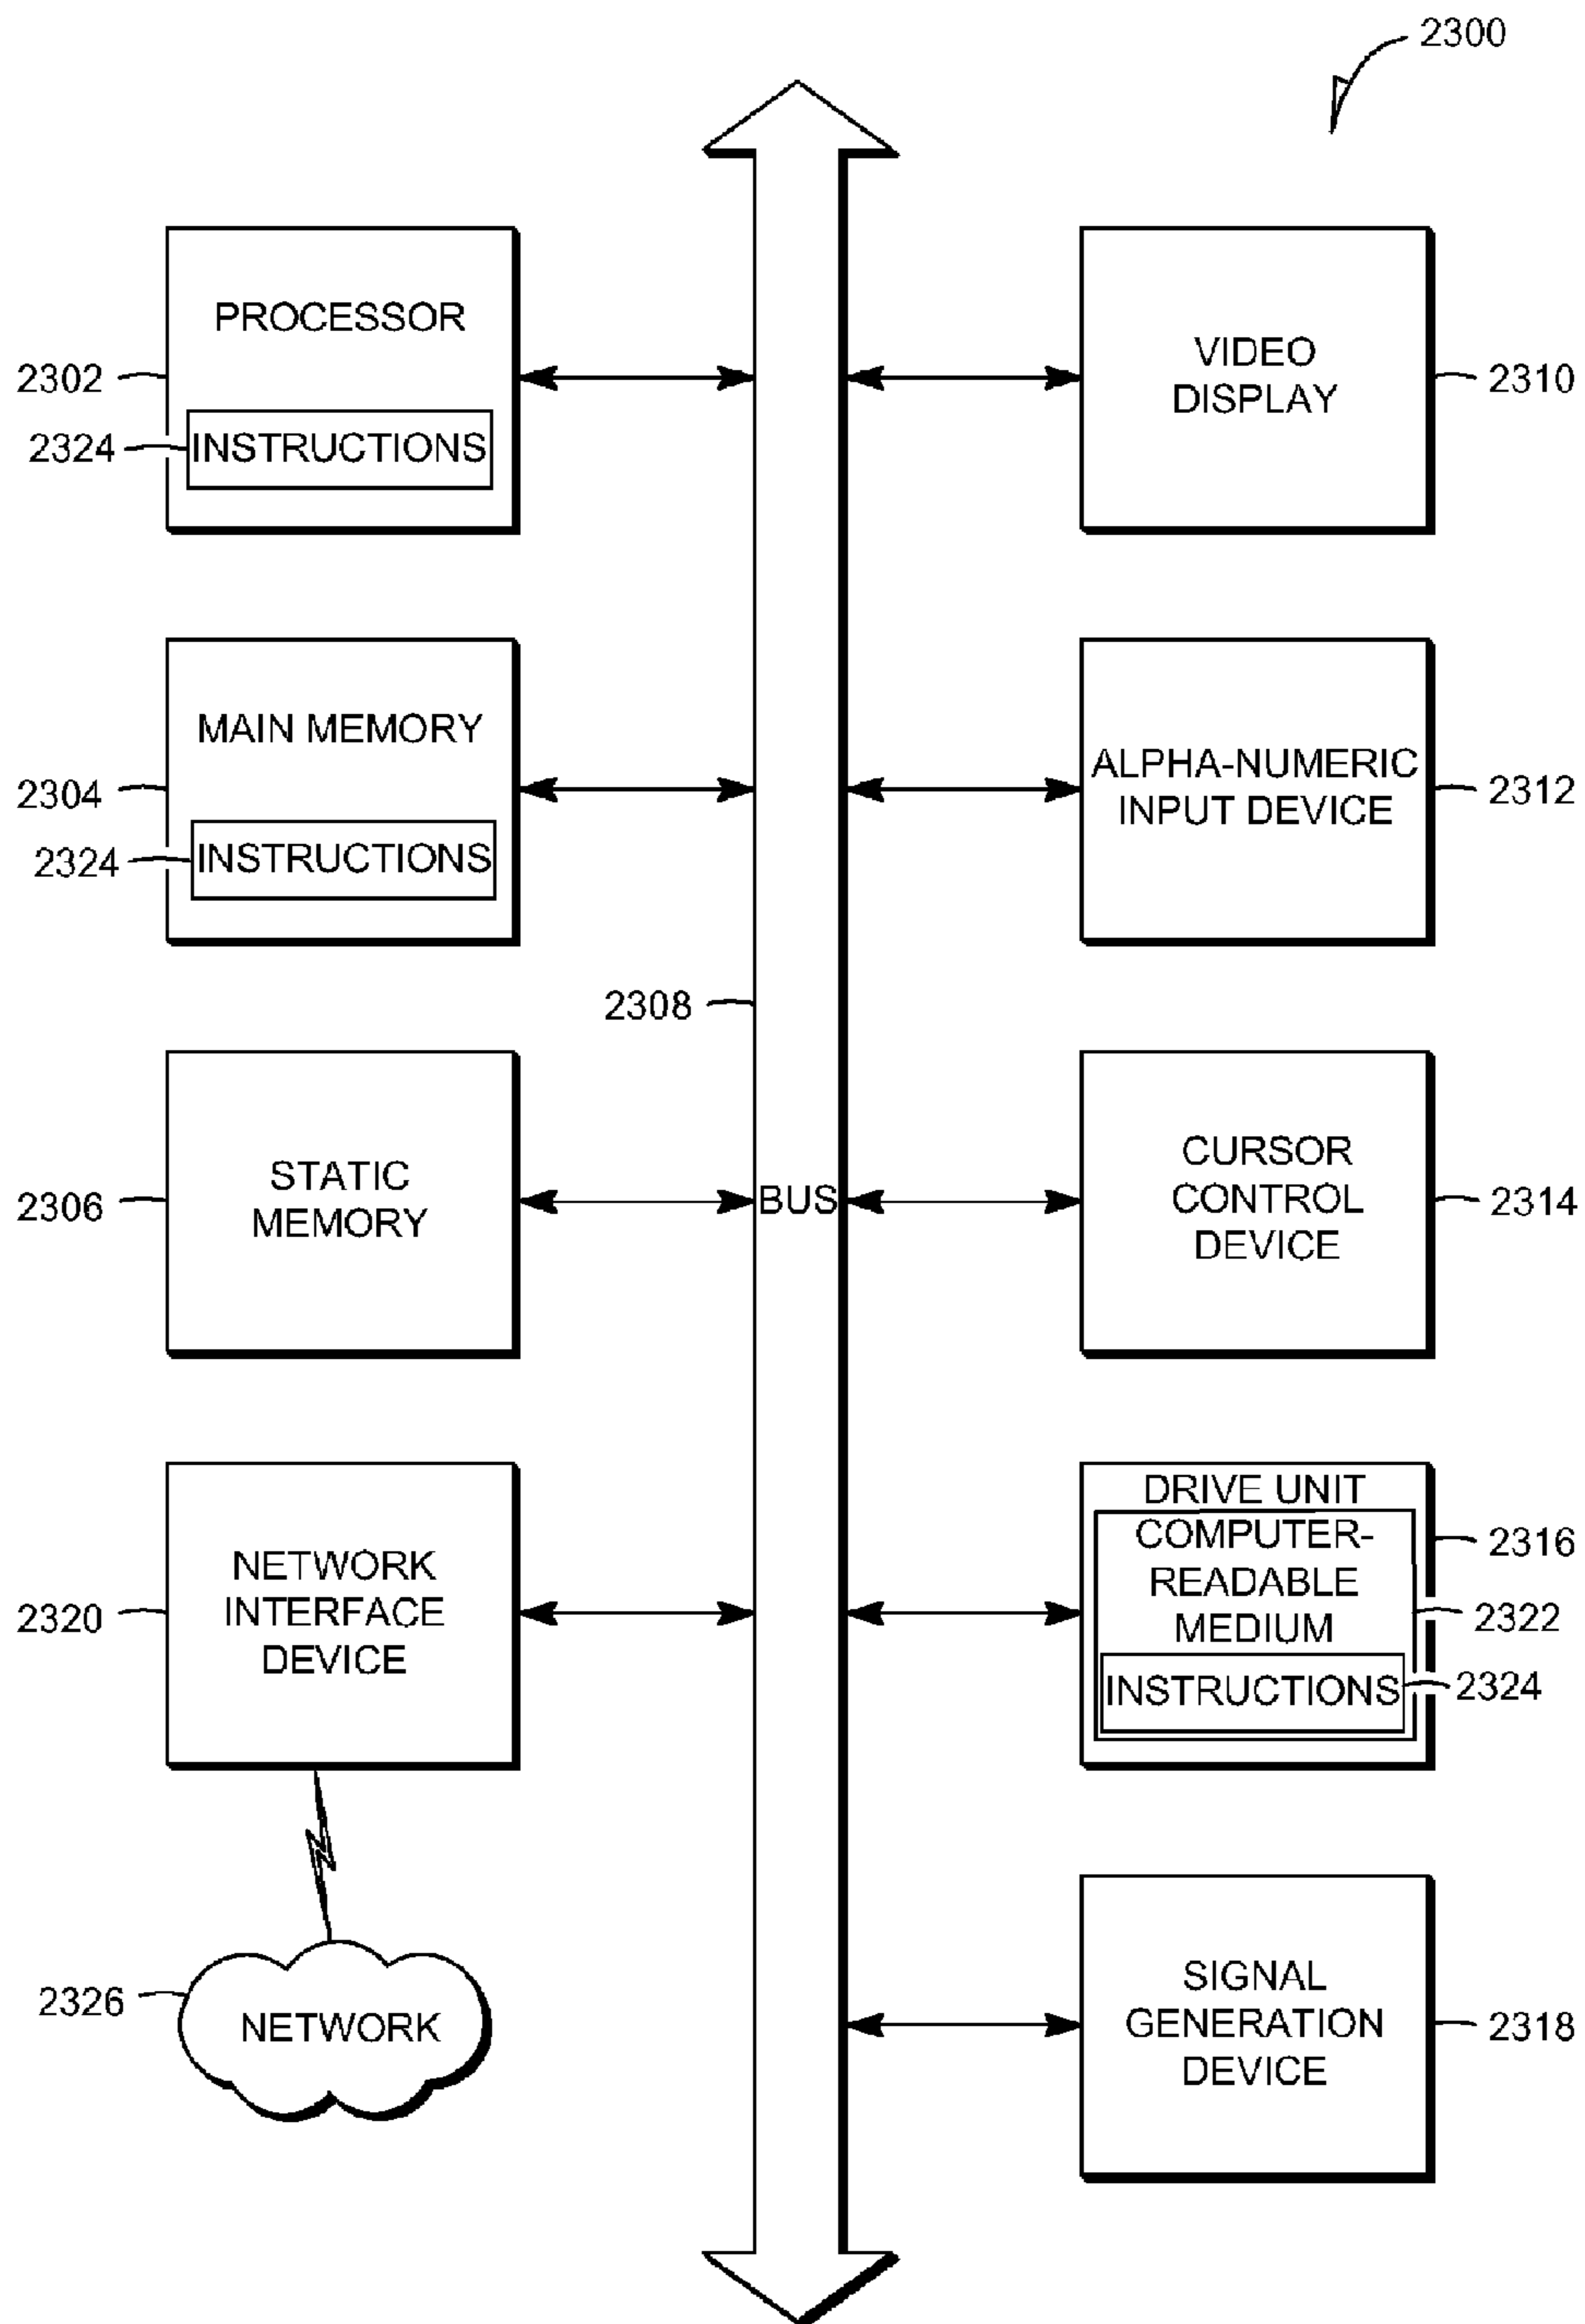 2300
PROCESSOR
2302
2324
INSTRUCTIONS
VIDEO
DISPLAY
2310
MAIN MEMORY
2304
2324
INSTRUCTIONS
ALPHA-NUMERIC
INPUT DEVICE
2312
2308
STATIC
MEMORY
2306
BUS
CURSOR
CONTROL
DEVICE
2314
NETWORK
INTERFACE
DEVICE
2320
DRIVE UNIT
2316
COMPUTER-
READABLE
MEDIUM
2322
INSTRUCTIONS
2324
2326
NETWORK
SIGNAL
GENERATION
DEVICE
2318